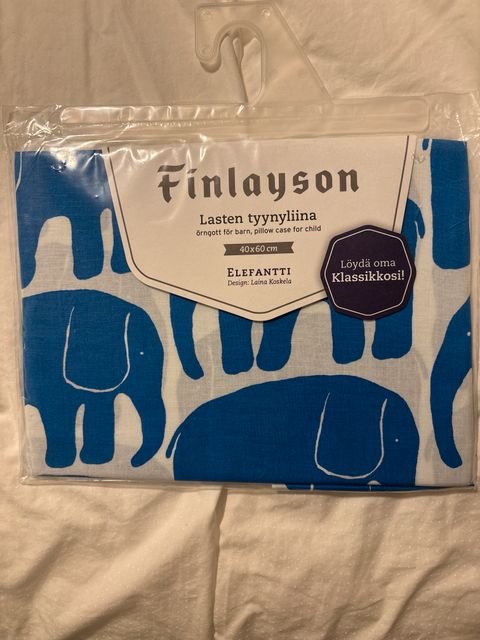 Finlayson
Lasten tyynyliina
örngott för barn, pillow case for child
40x60 cm
ELEFANTTI
Design: Laina Koskela
Löydä oma
Klassikkosi!